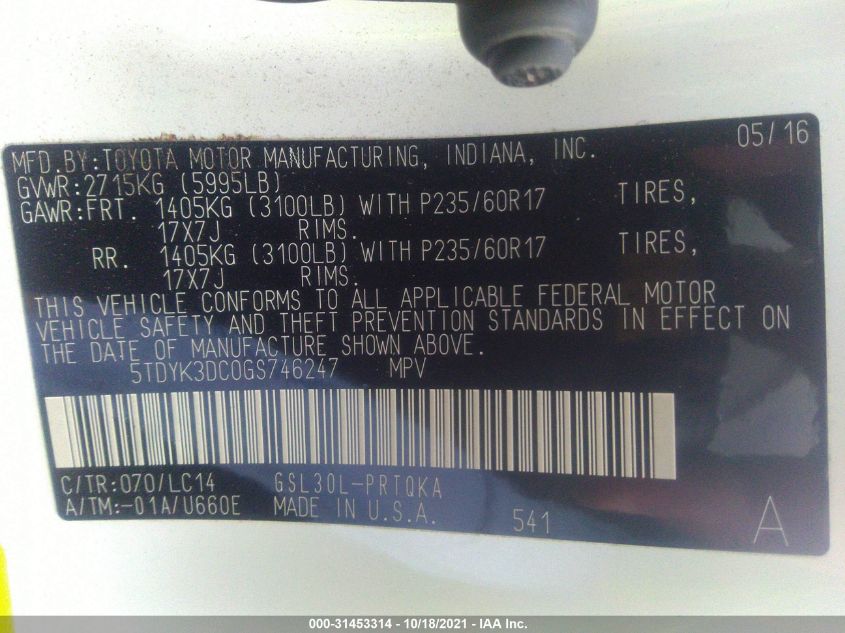 05/16
MFD.BY:TOYOTA MOTOR MANUFACTURING, INDIANA, INC.
GVWR:2715KG (5995LB)
GAWR:FRT. 1405KG (3100LB) WITH P235/60R17 TIRES,
17X7J RIMS.
RR. 1405KG (3100LB) WITH P235/60R17 TIRES,
17X7J RIMS.
THIS VEHICLE CONFORMS TO ALL APPLICABLE FEDERAL MOTOR
VEHICLE SAFETY AND THEFT PREVENTION STANDARDS IN EFFECT ON
THE DATE OF MANUFACTURE SHOWN ABOVE.
5TDYK3DC0GS746247 MPV
C/TR:070/LC14 GSL30L-PRTQKA
A/TM:-01A/U660E MADE IN U.S.A. 541 A
000-31453314 - 10/18/2021 - IAA Inc.